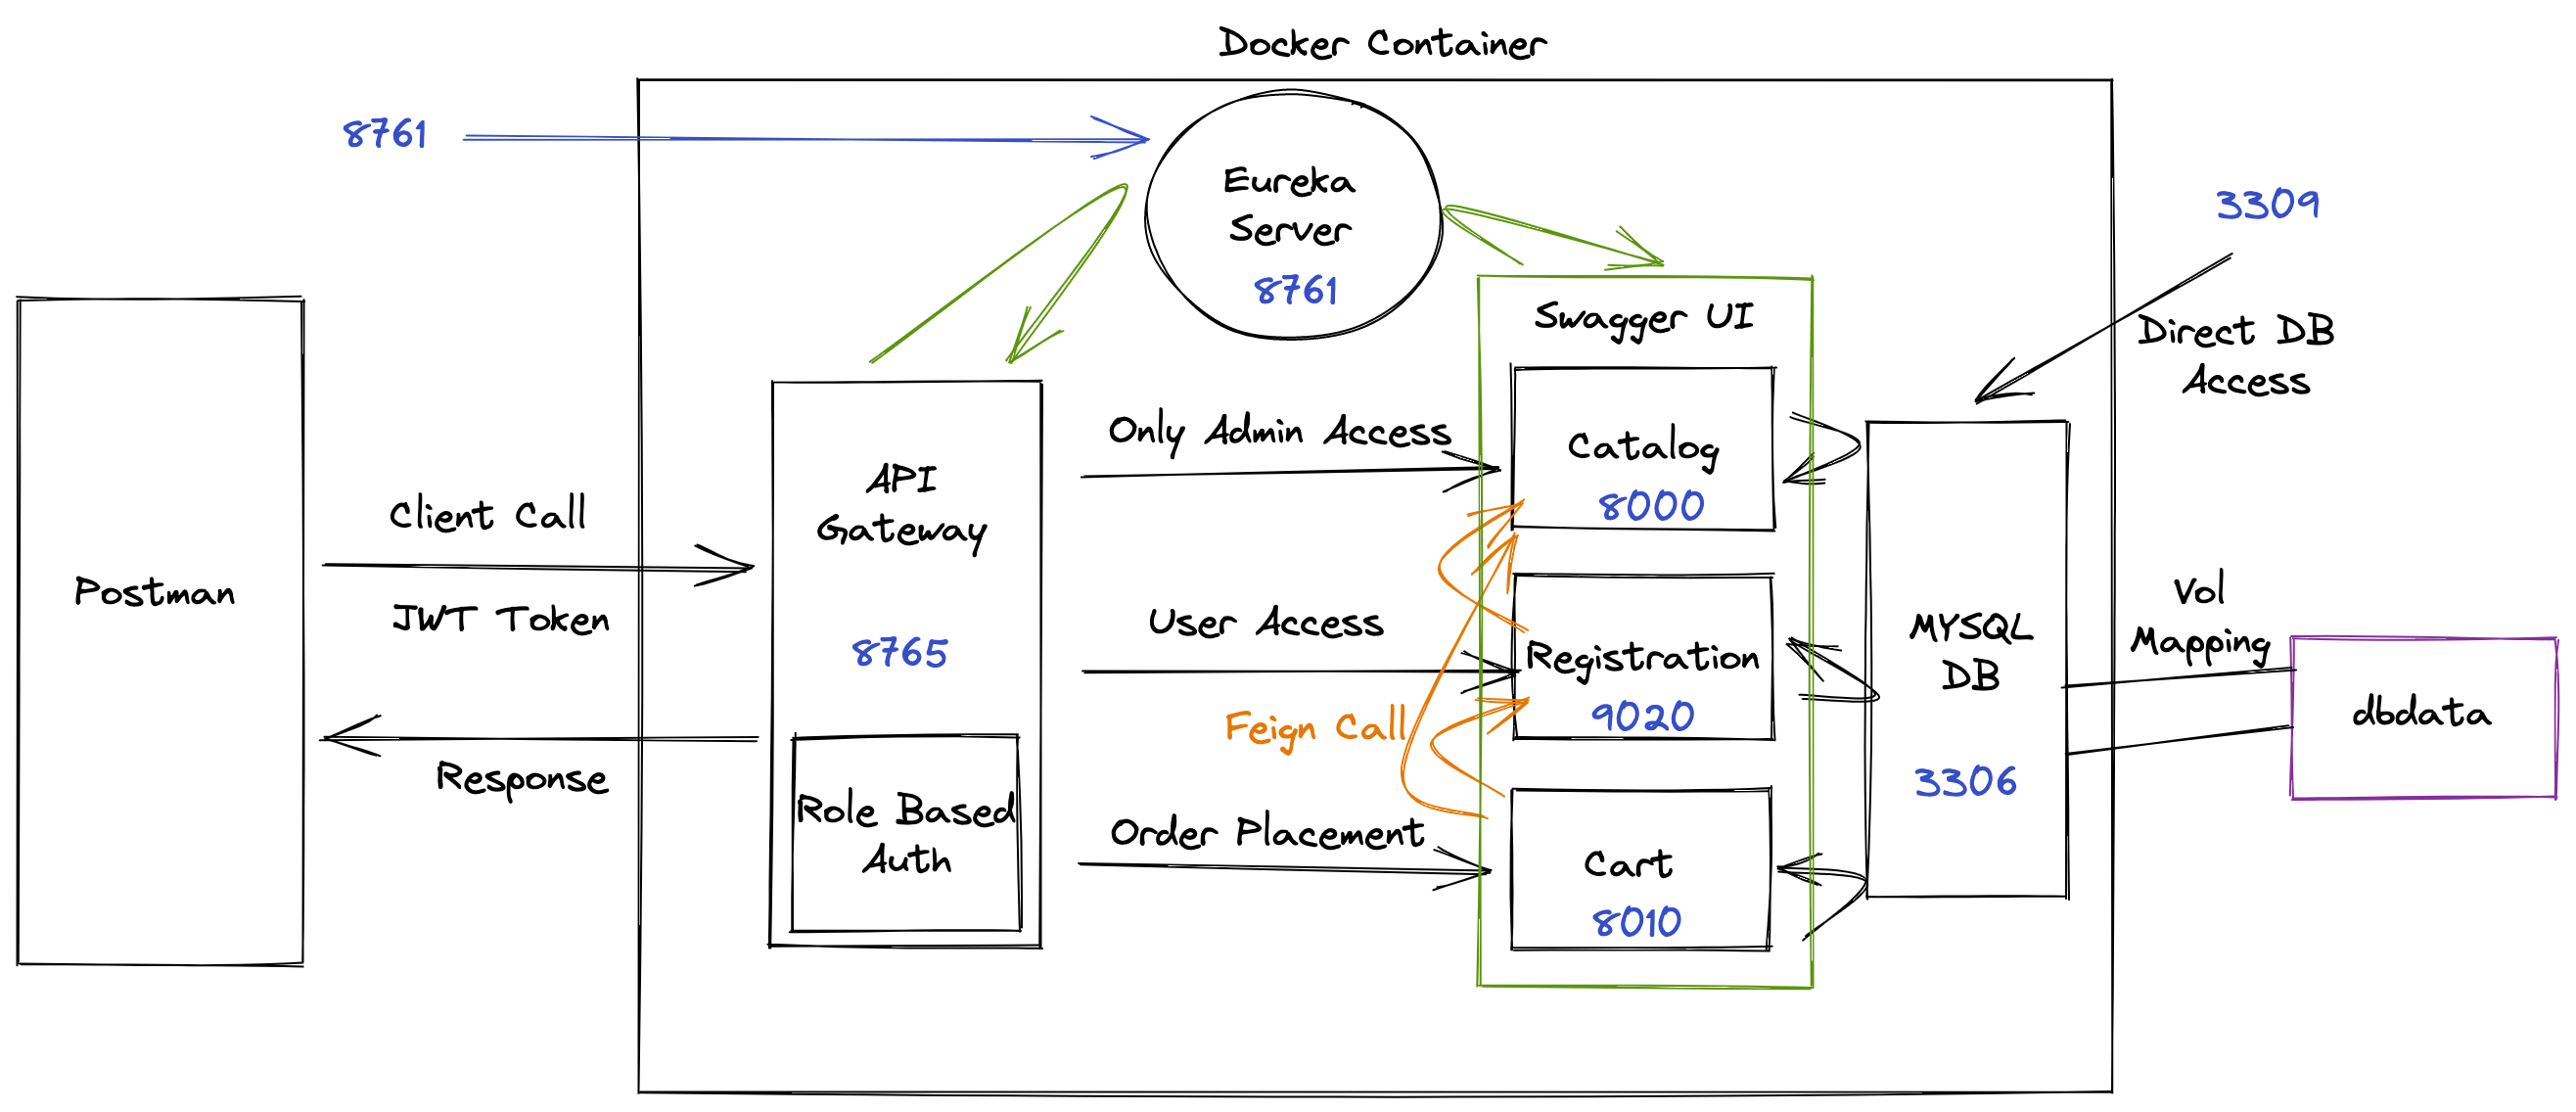 Docker Container
8761
Eureka
Server
8761
3309
Direct DB
Access
Swagger UI
Postman
Client Call
JWT Token
Response
API
Gateway
8765
Role Based
Auth
Only Admin Access
User Access
Feign Call
Order Placement
Catalog
8000
Registration
9020
Cart
8010
MYSQL
DB
3306
Vol
Mapping
dbdata